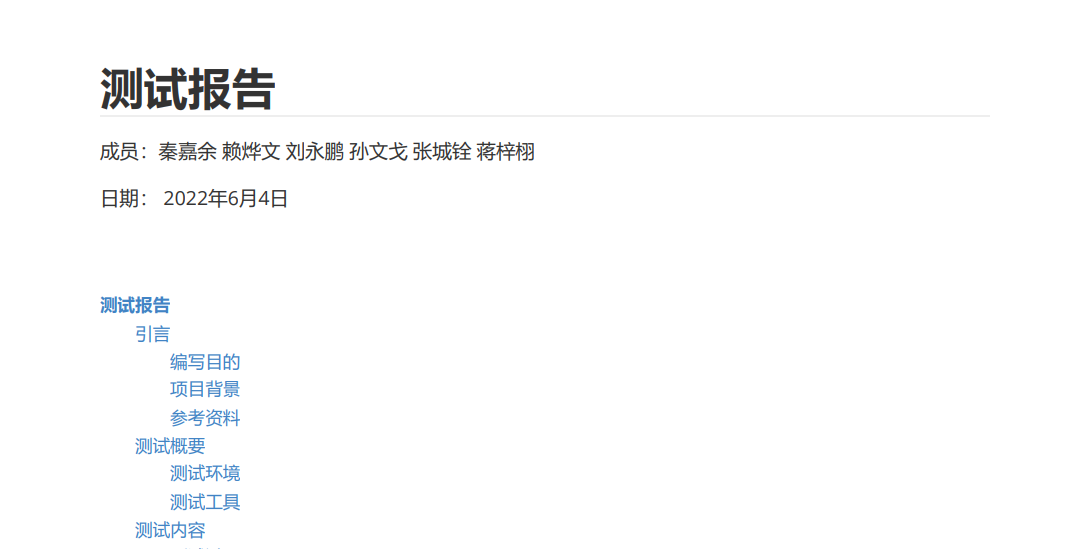 测试报告
成员：秦嘉余 赖烨文 刘永鹏 孙文戈 张城铨 蒋梓栩
日期： 2022年6月4日
测试报告
引言
编写目的
项目背景
参考资料
测试概要
测试环境
测试工具
测试内容